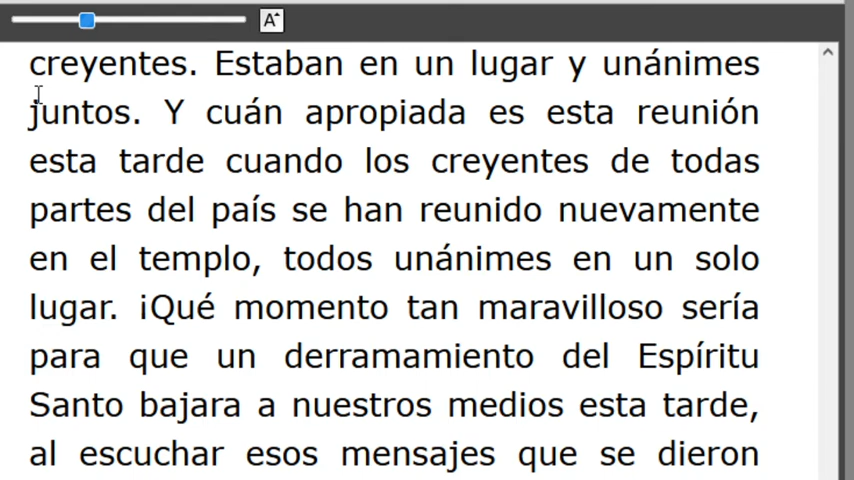 A
creyentes. Estaban en un lugar y unánimes
juntos. Y cuán apropiada es esta reunión
esta tarde cuando los creyentes de todas
partes del país se han reunido nuevamente
en el templo, todos unánimes en un solo
lugar. ¡Qué momento tan maravilloso sería
para que un derramamiento del Espíritu
Santo bajara a nuestros medios esta tarde,
al escuchar esos mensajes que se dieron